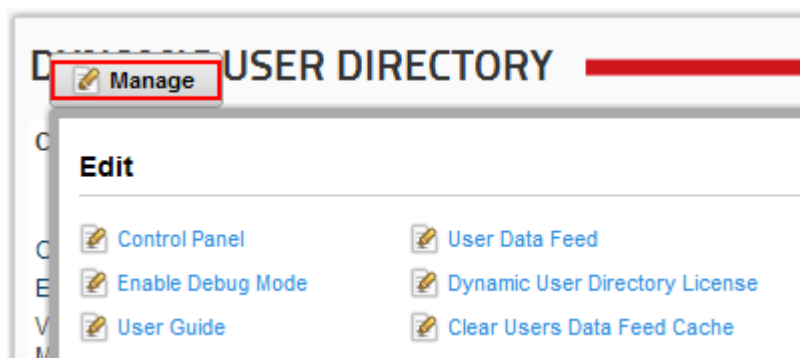 USER DIRECTORY
Manage
Edit
Control Panel
User Data Feed
Enable Debug Mode
Dynamic User Directory License
User Guide
Clear Users Data Feed Cache